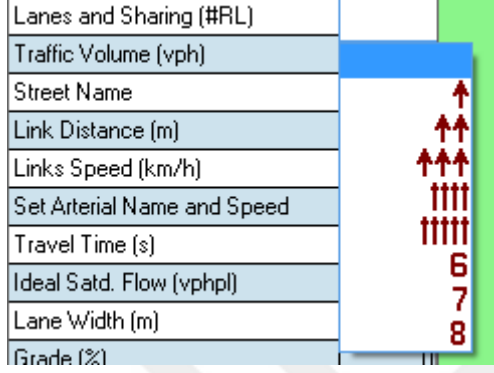 Lanes and Sharing (#RL)
Traffic Volume (vph)
Street Name
Link Distance (m)
Links Speed (km/h)
Set Arterial Name and Speed
Travel Time (s)
Ideal Satd. Flow (vphpl)
Lane Width (m)
Grade (%)
↑
↑↑
↑↑↑
↑↑↑↑
↑↑↑↑↑
6
7
8